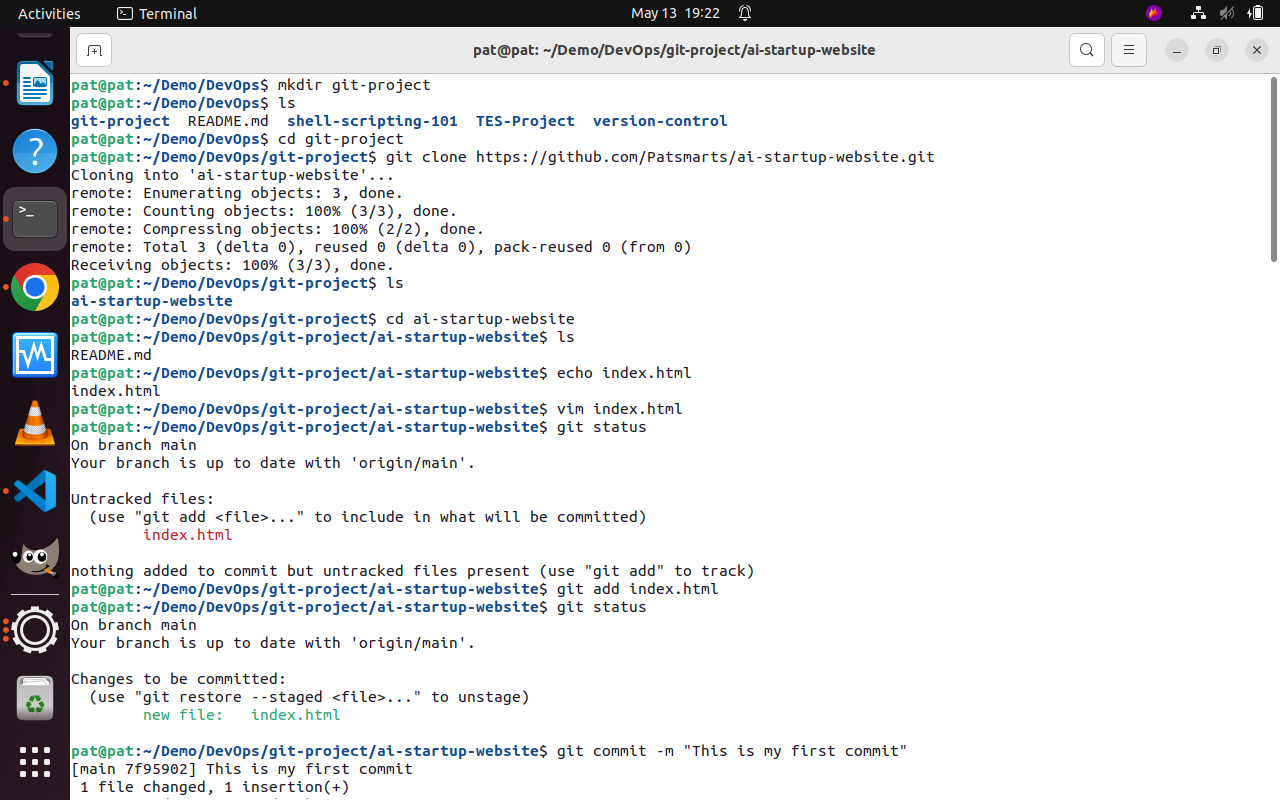 Activities
Terminal
May 13 19:22
pat@pat: ~/Demo/DevOps/git-project/ai-startup-website
pat@pat:~/Demo/DevOps$ mkdir git-project
pat@pat:~/Demo/DevOps$ ls
git-project  README.md  shell-scripting-101  TES-Project  version-control
pat@pat:~/Demo/DevOps$ cd git-project
pat@pat:~/Demo/DevOps/git-project$ git clone https://github.com/Patsmarts/ai-startup-website.git
Cloning into 'ai-startup-website'...
remote: Enumerating objects: 3, done.
remote: Counting objects: 100% (3/3), done.
remote: Compressing objects: 100% (2/2), done.
remote: Total 3 (delta 0), reused 0 (delta 0), pack-reused 0 (from 0)
Receiving objects: 100% (3/3), done.
pat@pat:~/Demo/DevOps/git-project$ ls
ai-startup-website
pat@pat:~/Demo/DevOps/git-project$ cd ai-startup-website
pat@pat:~/Demo/DevOps/git-project/ai-startup-website$ ls
README.md
pat@pat:~/Demo/DevOps/git-project/ai-startup-website$ echo index.html
index.html
pat@pat:~/Demo/DevOps/git-project/ai-startup-website$ vim index.html
pat@pat:~/Demo/DevOps/git-project/ai-startup-website$ git status
On branch main
Your branch is up to date with 'origin/main'.
Untracked files:
  (use "git add <file>..." to include in what will be committed)
        index.html
nothing added to commit but untracked files present (use "git add" to track)
pat@pat:~/Demo/DevOps/git-project/ai-startup-website$ git add index.html
pat@pat:~/Demo/DevOps/git-project/ai-startup-website$ git status
On branch main
Your branch is up to date with 'origin/main'.
Changes to be committed:
  (use "git restore --staged <file>..." to unstage)
        new file:   index.html
pat@pat:~/Demo/DevOps/git-project/ai-startup-website$ git commit -m "This is my first commit"
[main 7f95902] This is my first commit
 1 file changed, 1 insertion(+)